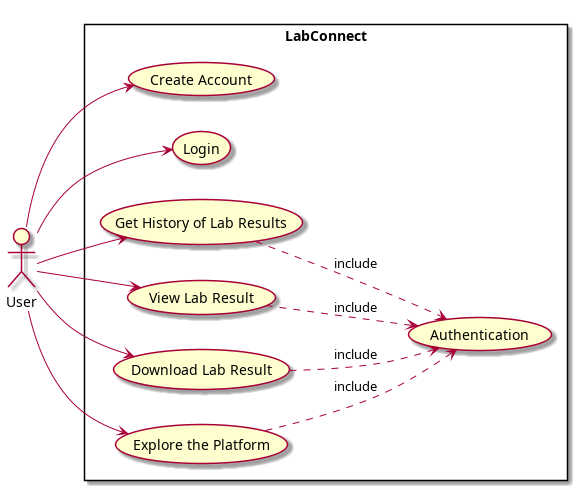 LabConnect
Create Account
Login
Get History of Lab Results
include
View Lab Result
include
User
Authentication
Download Lab Result
include
include
Explore the Platform